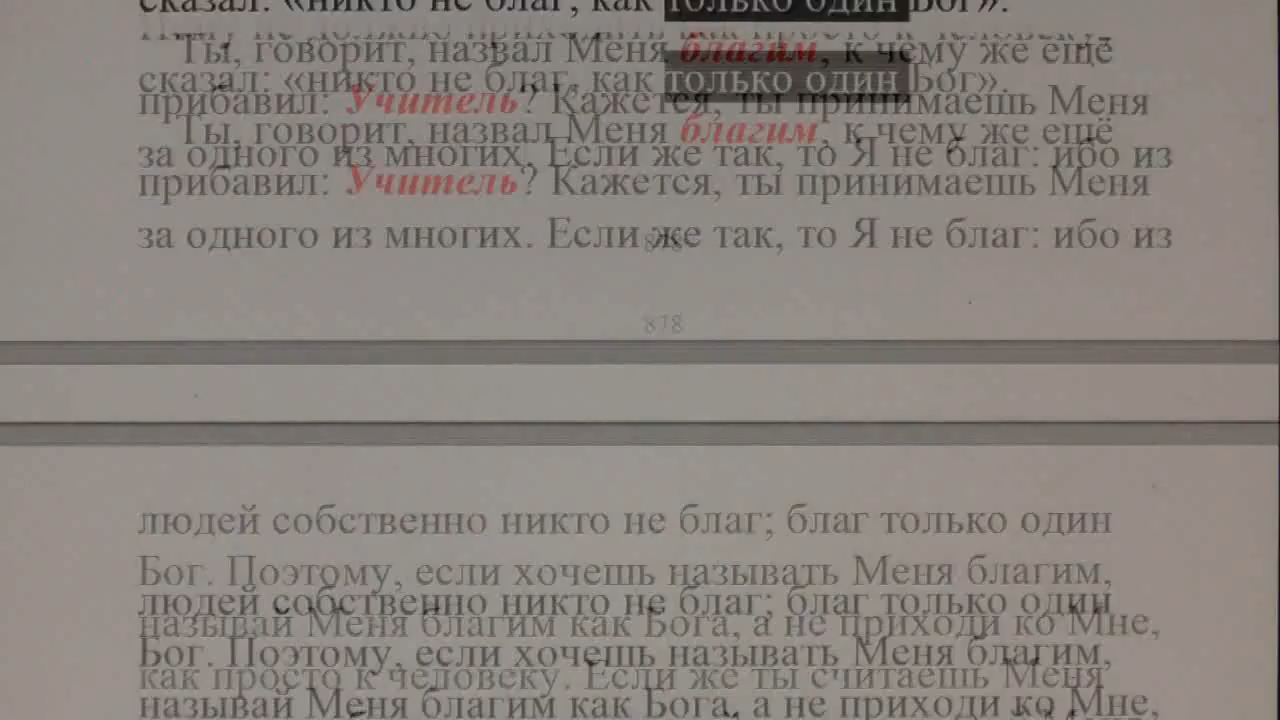 сказал: «никто не благ, как только один Бог».
Ты, говорит, назвал Меня благим, к чему же ещё
сказал: «никто не благ, как только один Бог».
прибавил: Учитель? Кажется, ты принимаешь Меня
Ты, говорит, назвал Меня благим, к чему же ещё
за одного из многих. Если же так, то Я не благ: ибо из
прибавил: Учитель? Кажется, ты принимаешь Меня
за одного из многих. Если же так, то Я не благ: ибо из
878
878
людей собственно никто не благ; благ только один
Бог. Поэтому, если хочешь называть Меня благим,
людей собственно никто не благ; благ только один
называй Меня благим как Бога, а не приходи ко Мне,
Бог. Поэтому, если хочешь называть Меня благим,
как просто к человеку. Если же ты считаешь Меня
называй Меня благим как Бога, а не приходи ко Мне,